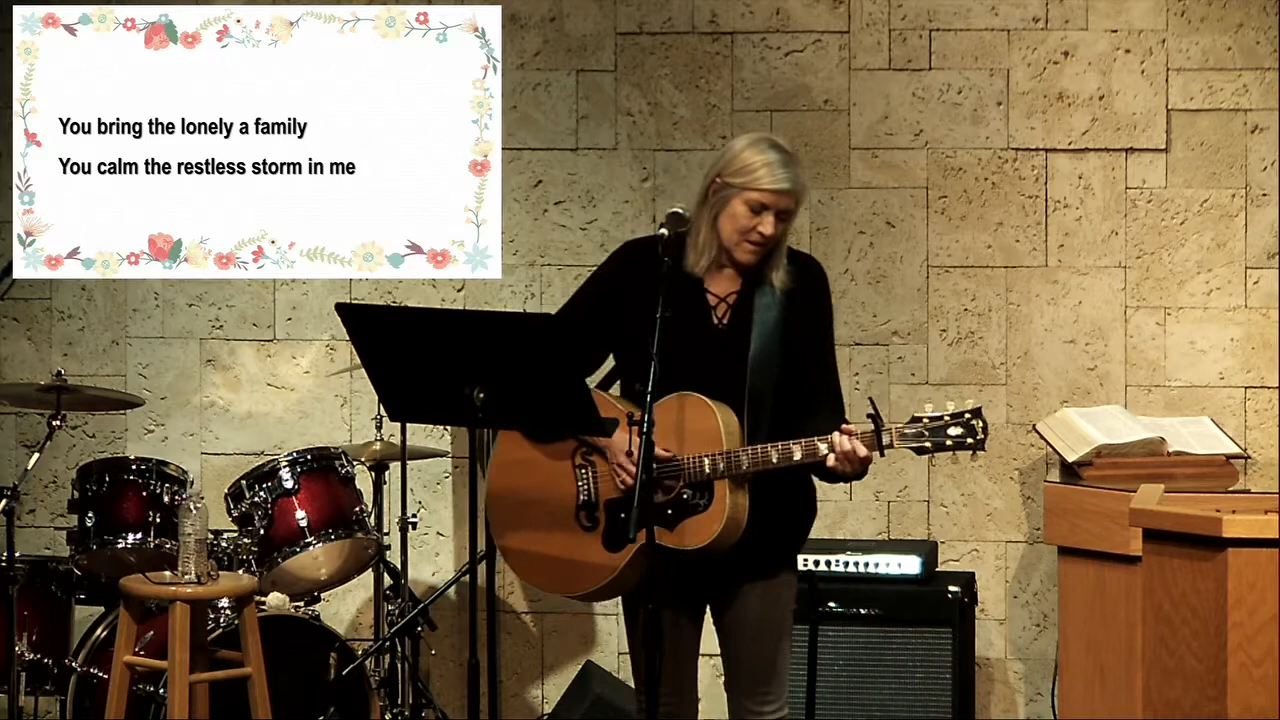 You bring the lonely a family
You calm the restless storm in me